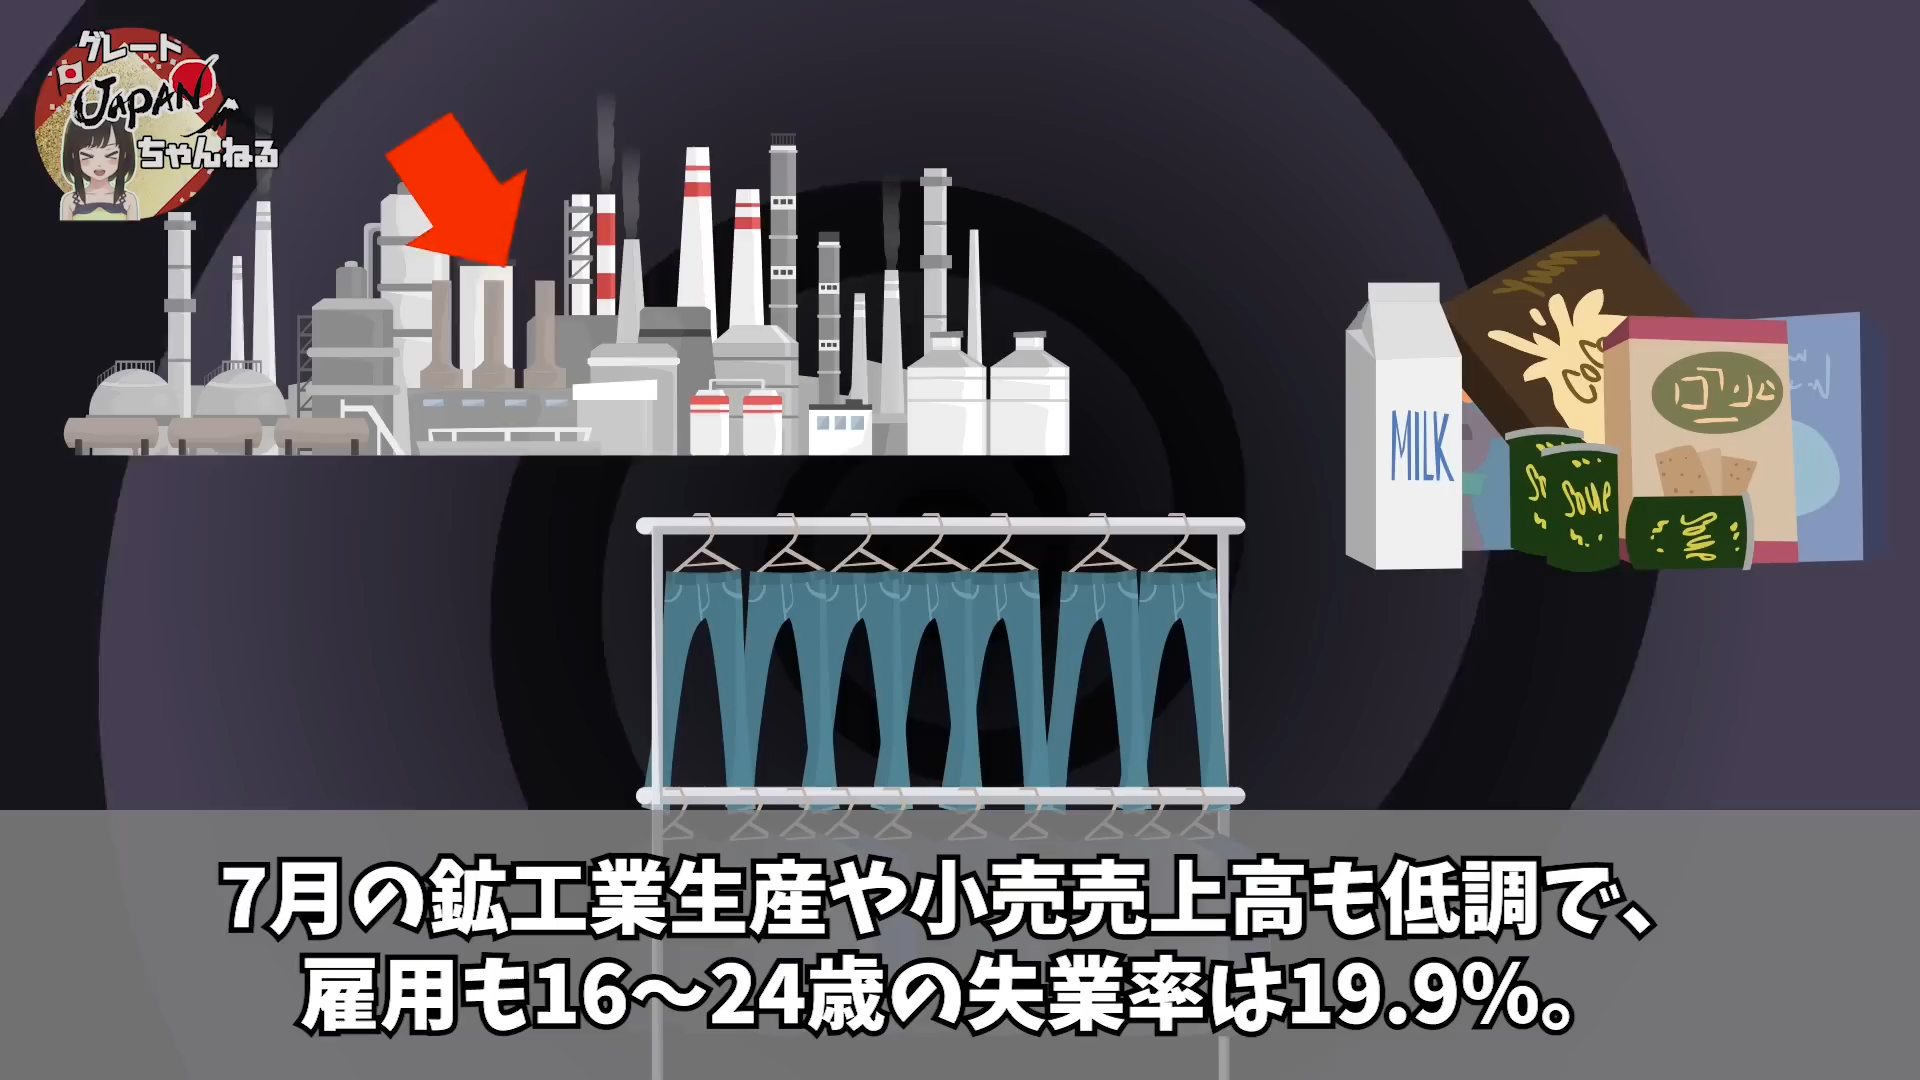 グレート
JAPAN
ちゃんねる
MILK
SOUP
SOUP
7月の鉱工業生産や小売売上高も低調で、
雇用も16〜24歳の失業率は19.9%。